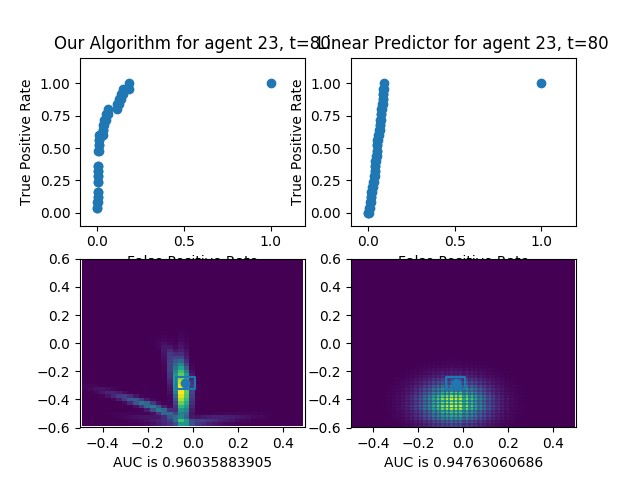 Our Algorithm for agent 23, t=80
Linear Predictor for agent 23, t=80
True Positive Rate
1.00
0.75
0.50
0.25
0.00
0.0 0.5 1.0
False Positive Rate
True Positive Rate
1.00
0.75
0.50
0.25
0.00
0.0 0.5 1.0
False Positive Rate
0.6
0.4
0.2
0.0
−0.2
−0.4
−0.6
−0.4 −0.2 0.0 0.2 0.4
AUC is 0.96035883905
0.6
0.4
0.2
0.0
−0.2
−0.4
−0.6
−0.4 −0.2 0.0 0.2 0.4
AUC is 0.94763060686